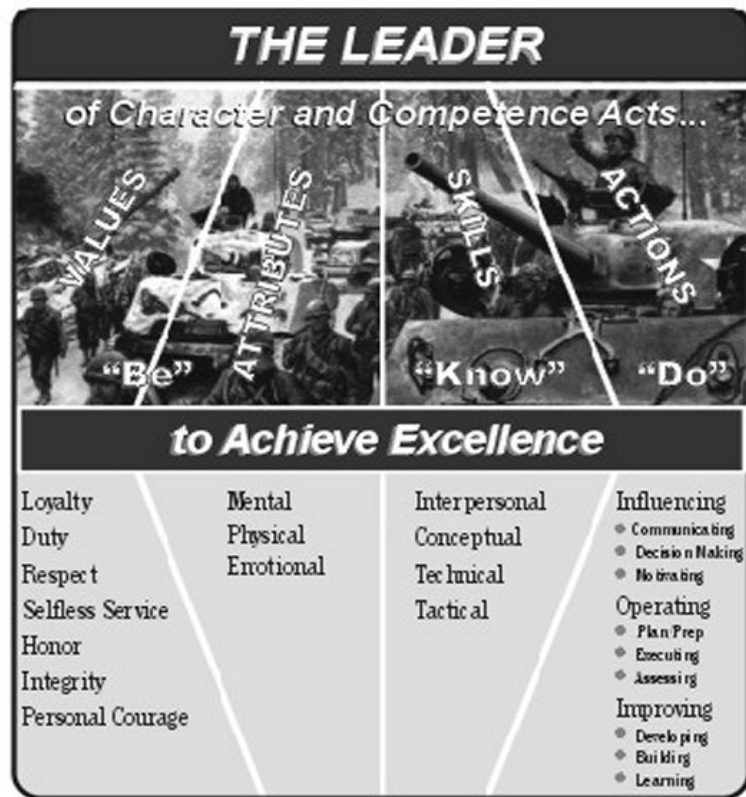 THE LEADER
of Character and Competence Acts...
VALUES
ATTRIBUTES
SKILLS
ACTIONS
“Be”
“Know”
“Do”
to Achieve Excellence
Loyalty
Duty
Respect
Selfless Service
Honor
Integrity
Personal Courage
Mental
Physical
Emotional
Interpersonal
Conceptual
Technical
Tactical
Influencing
Communicating
Decision Making
Motivating
Operating
Plan/Prep
Executing
Assessing
Improving
Developing
Building
Learning